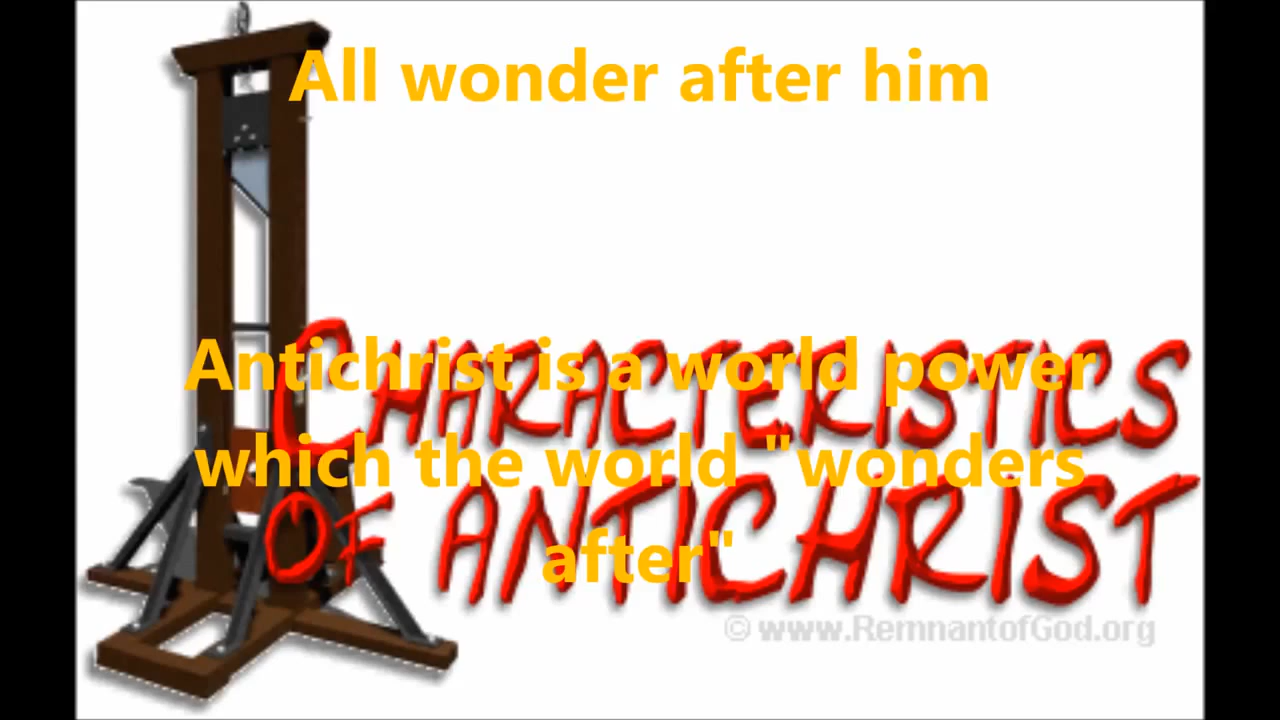 All wonder after him
Antichrist is a world power
which the world "wonders
after"
CHARACTERISTICS
OF ANTICHRIST
© www.RemnantofGod.org